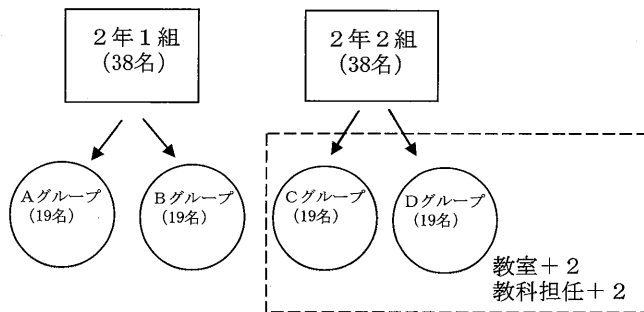 2年1組
(38名)
2年2組
(38名)
Aグループ
(19名)
Bグループ
(19名)
Cグループ
(19名)
Dグループ
(19名)
教室+2
教科担任+2